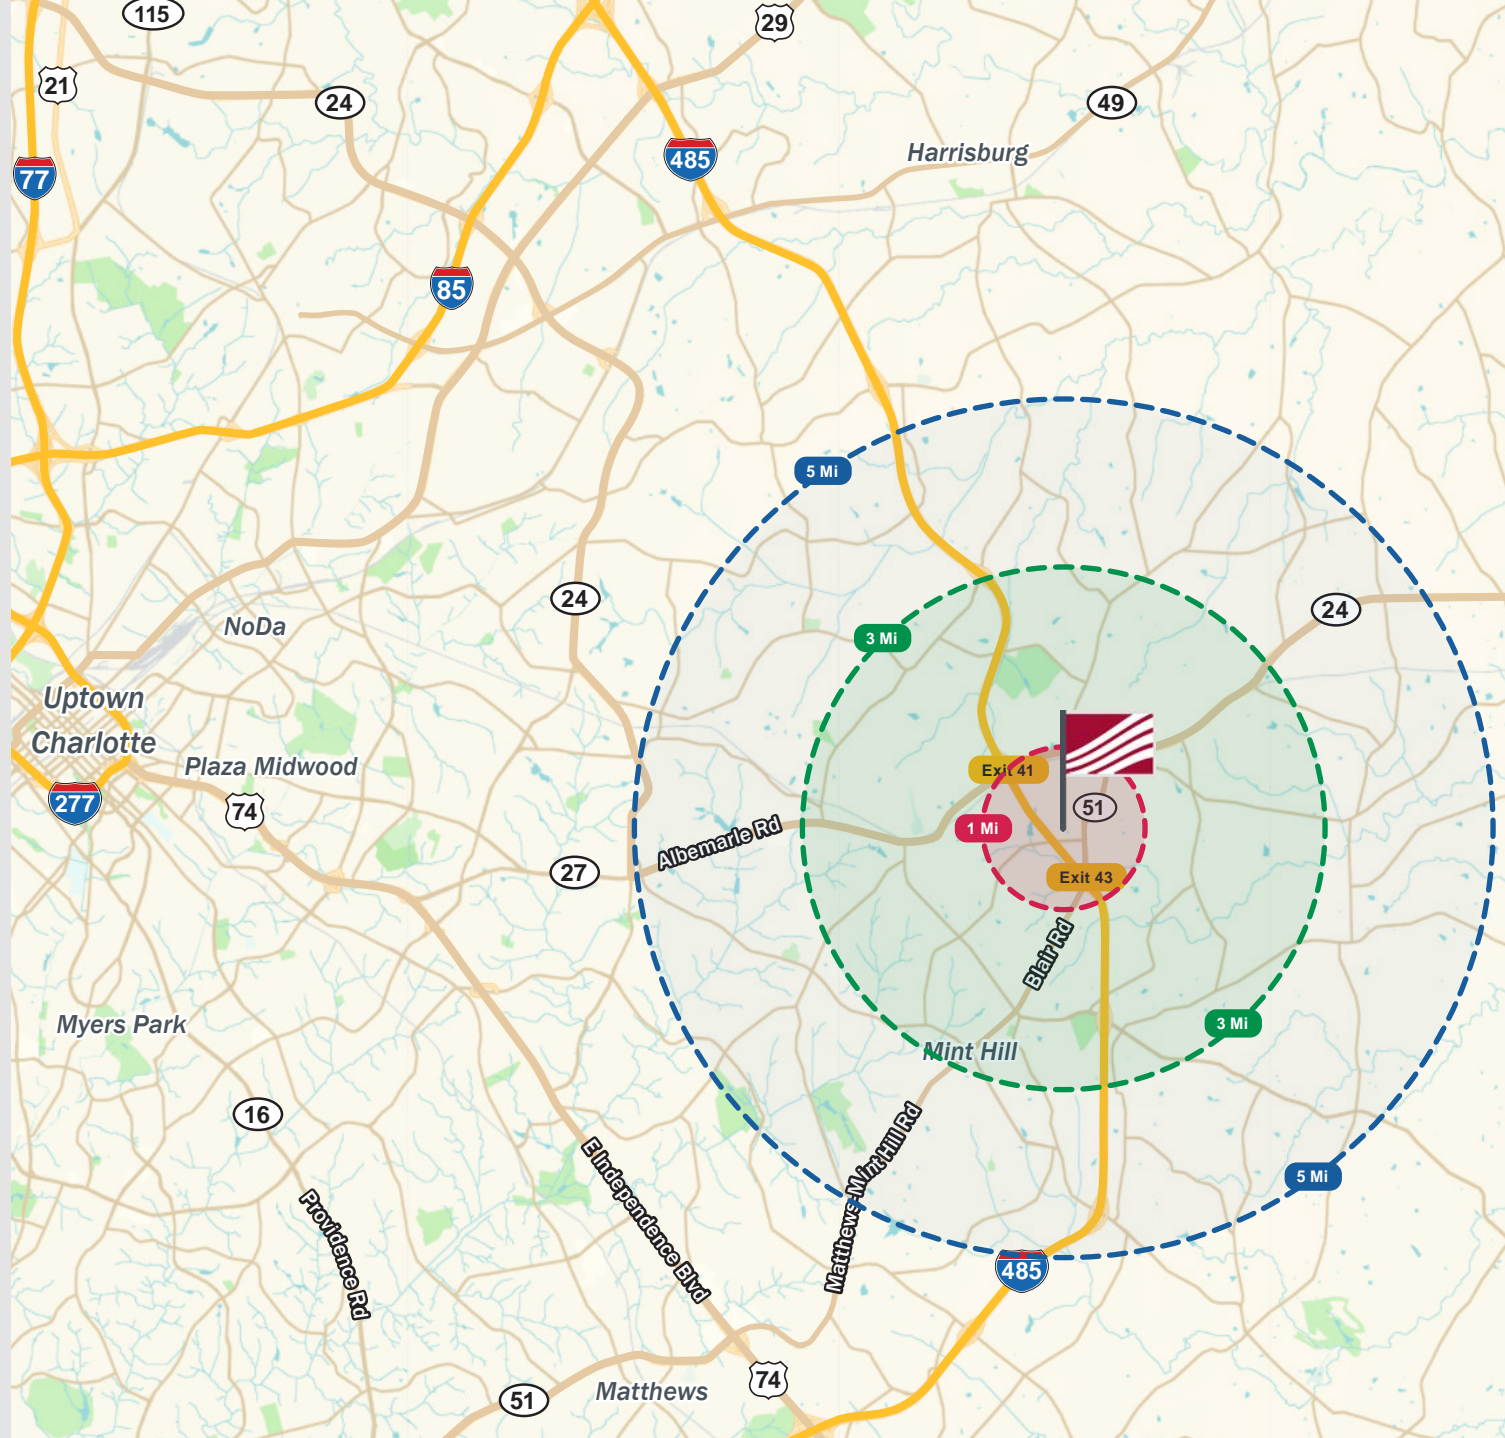 115
29
21
24
49
Harrisburg
485
77
85
5 Mi
24
24
NoDa
3 Mi
Uptown
Charlotte
Plaza Midwood
Exit 41
277
74
51
1 Mi
Albemarle Rd
27
Exit 43
Blair Rd
Myers Park
3 Mi
Mint Hill
16
Matthews-Mint Hill Rd
E Independence Blvd
5 Mi
Providence Rd
485
74
Matthews
51